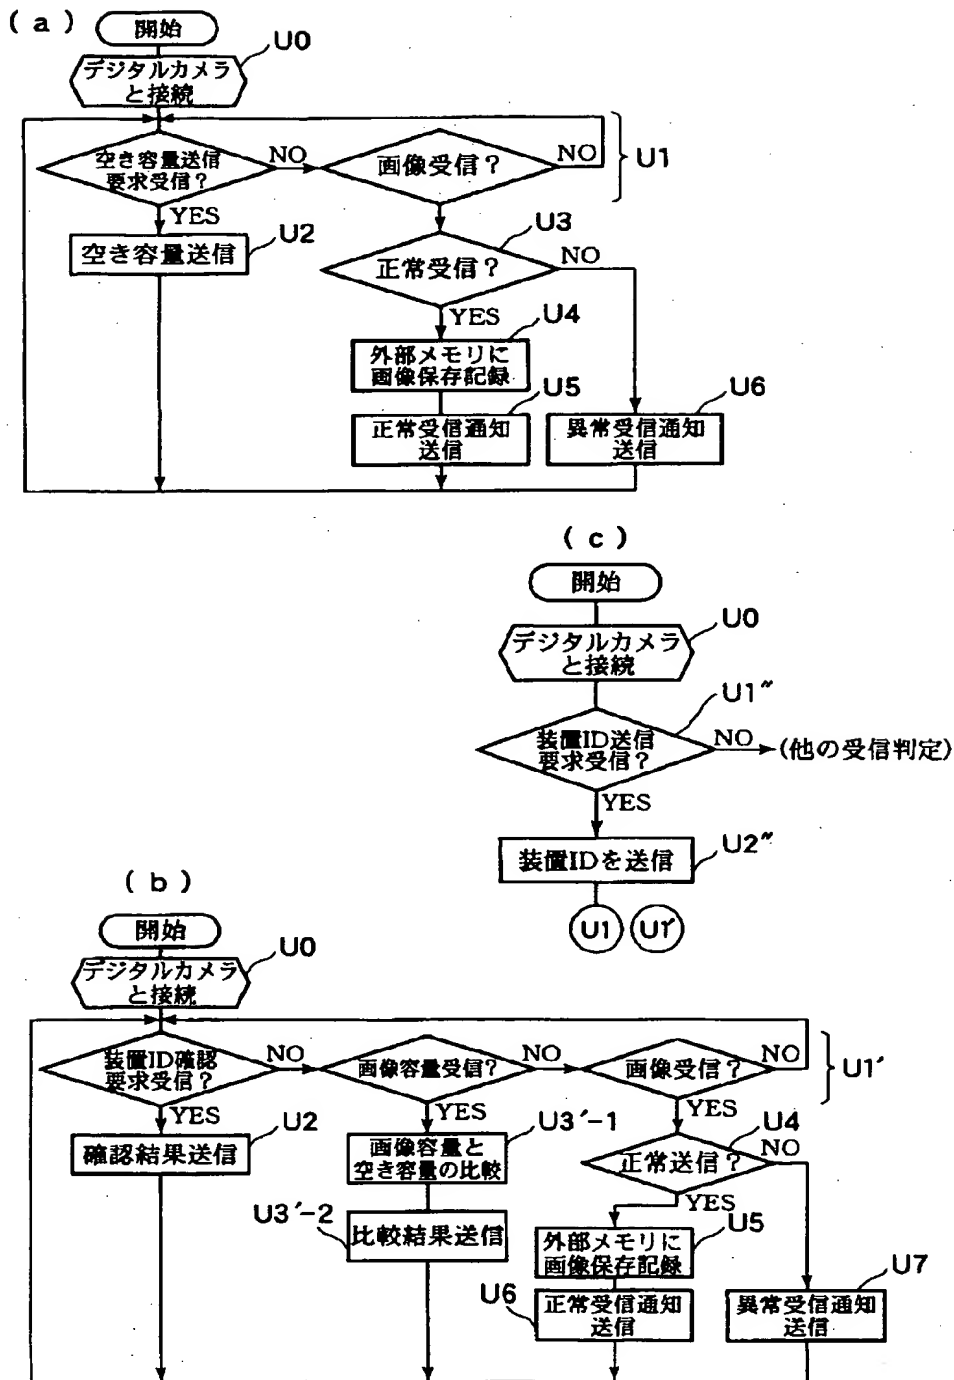 (a)
開始
U0
デジタルカメラ
と接続
空き容量送信
要求受信?
NO
画像受信?
NO
U1
YES
U2
空き容量送信
U3
正常受信?
NO
YES
U4
外部メモリに
画像保存記録
U5
正常受信通知
送信
U6
異常受信通知
送信
(c)
開始
U0
デジタルカメラ
と接続
U1″
装置ID送信
要求受信?
NO
(他の受信判定)
YES
U2″
装置IDを送信
U1
U1′
(b)
開始
U0
デジタルカメラ
と接続
装置ID確認
要求受信?
NO
画像容量受信?
NO
画像受信?
NO
U1′
YES
U2
確認結果送信
YES
U3′-1
画像容量と
空き容量の比較
U3′-2
比較結果送信
YES
U4
正常送信?
NO
YES
U5
外部メモリに
画像保存記録
U6
正常受信通知
送信
U7
異常受信通知
送信